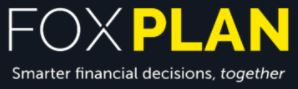 FOXPLAN
Smarter financial decisions, together